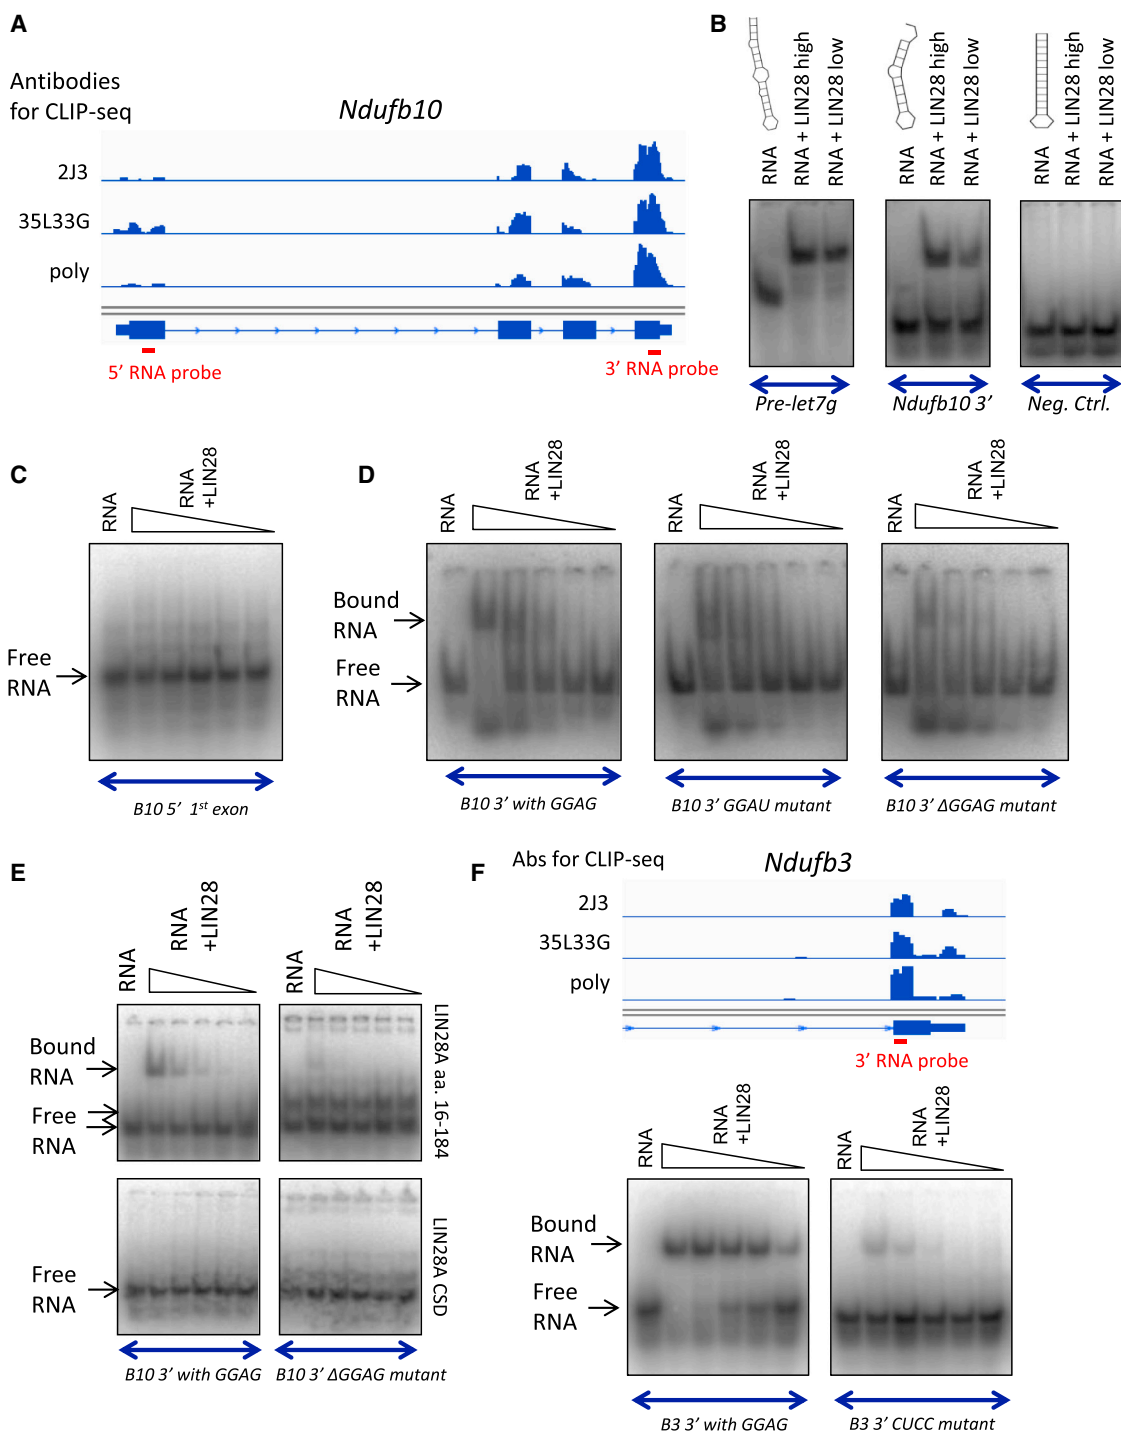 A
Antibodies
for CLIP-seq
Ndufb10
2J3
35L33G
poly
5’ RNA probe
3’ RNA probe
B
RNA
RNA + LIN28 high
RNA + LIN28 low
RNA
RNA + LIN28 high
RNA + LIN28 low
RNA
RNA + LIN28 high
RNA + LIN28 low
Pre-let7g
Ndufb10 3’
Neg. Ctrl.
C
RNA
RNA
+LIN28
Free
RNA
B10 5’ 1st exon
D
RNA
RNA
+LIN28
RNA
RNA
+LIN28
RNA
RNA
+LIN28
Bound
RNA
Free
RNA
B10 3’ with GGAG
B10 3’ GGAU mutant
B10 3’ ΔGGAG mutant
E
RNA
RNA
+LIN28
RNA
RNA
+LIN28
Bound
RNA
Free
RNA
LIN28A aa. 16-184
Free
RNA
LIN28A CSD
B10 3’ with GGAG
B10 3’ ΔGGAG mutant
F
Abs for CLIP-seq
Ndufb3
2J3
35L33G
poly
3’ RNA probe
RNA
RNA
+LIN28
RNA
RNA
+LIN28
Bound
RNA
Free
RNA
B3 3’ with GGAG
B3 3’ CUCC mutant